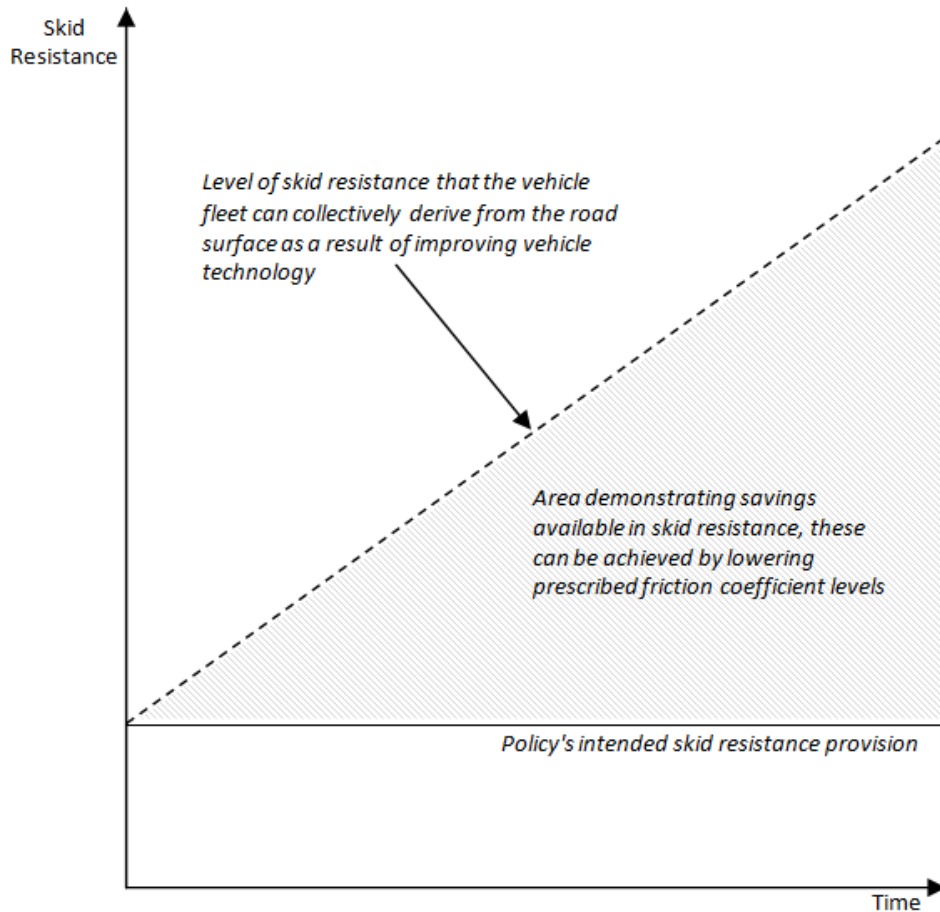 Skid
Resistance
Level of skid resistance that the vehicle
fleet can collectively derive from the road
surface as a result of improving vehicle
technology
Area demonstrating savings
available in skid resistance, these
can be achieved by lowering
prescribed friction coefficient levels
Policy's intended skid resistance provision
Time